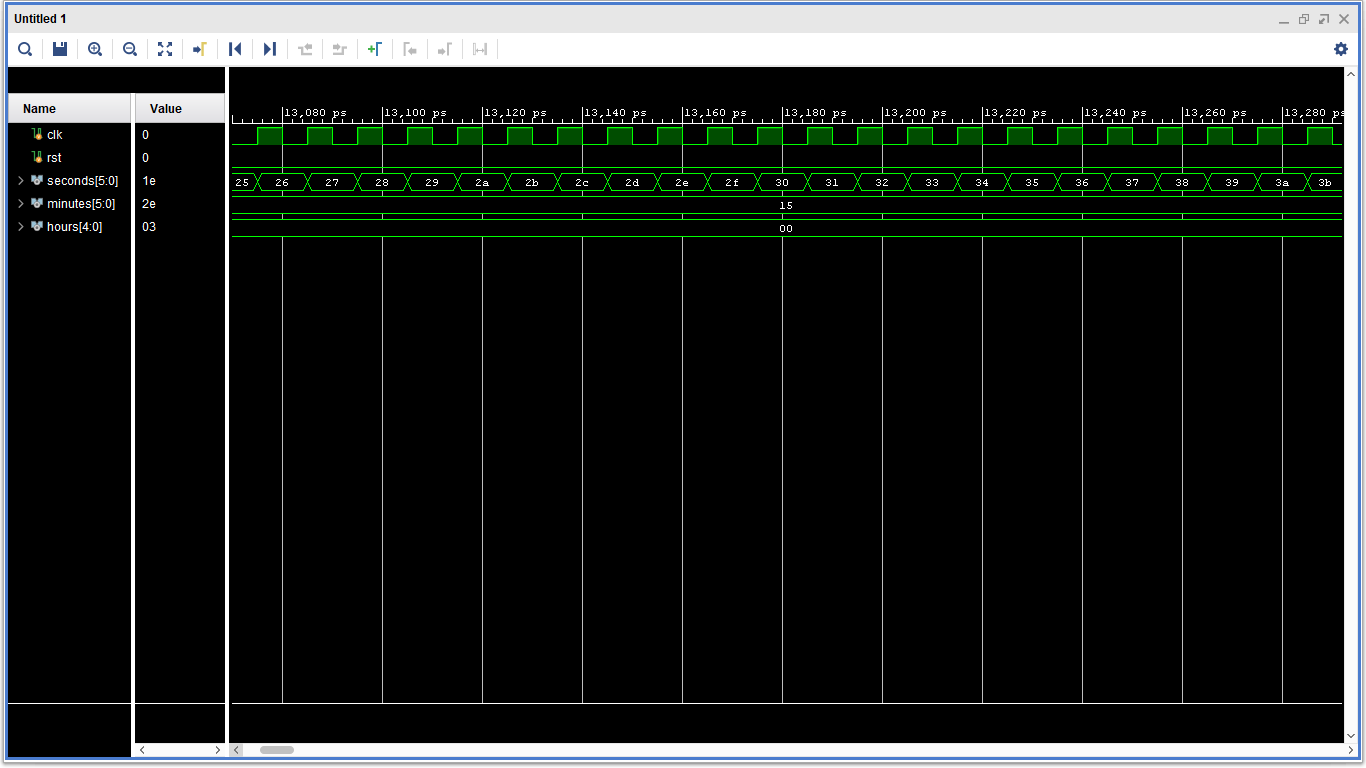 Untitled 1
Name Value
13,080 ps 13,100 ps 13,120 ps 13,140 ps 13,160 ps 13,180 ps 13,200 ps 13,220 ps 13,240 ps 13,260 ps 13,280 ps
clk 0
rst 0
seconds[5:0] 1e 25 26 27 28 29 2a 2b 2c 2d 2e 2f 30 31 32 33 34 35 36 37 38 39 3a 3b
minutes[5:0] 2e 15
hours[4:0] 03 00